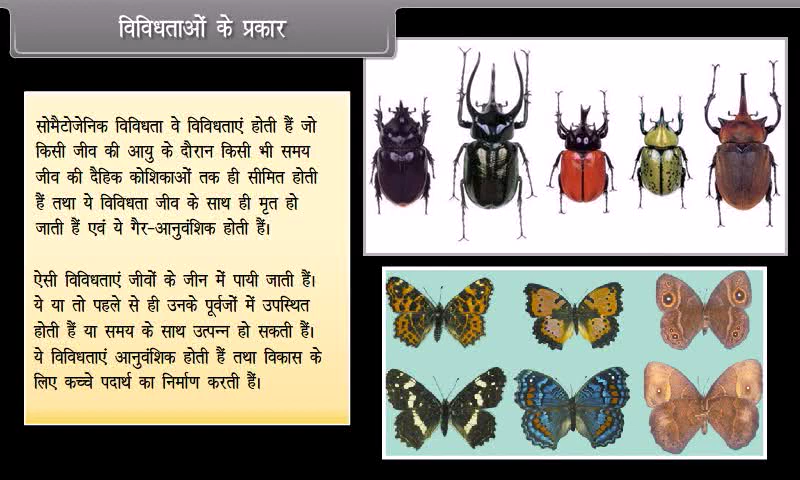 विविधताओं के प्रकार
सोमैटोजेनिक विविधता वे विविधताएं होती हैं जो
किसी जीव की आयु के दौरान किसी भी समय
जीव की दैहिक कोशिकाओं तक ही सीमित होती
हैं तथा ये विविधता जीव के साथ ही मृत हो
जाती हैं एवं ये गैर-आनुवंशिक होती हैं।
ऐसी विविधताएं जीवों के जीन में पायी जाती हैं।
ये या तो पहले से ही उनके पूर्वजों में उपस्थित
होती हैं या समय के साथ उत्पन्न हो सकती हैं।
ये विविधताएं आनुवंशिक होती हैं तथा विकास के
लिए कच्चे पदार्थ का निर्माण करती हैं।